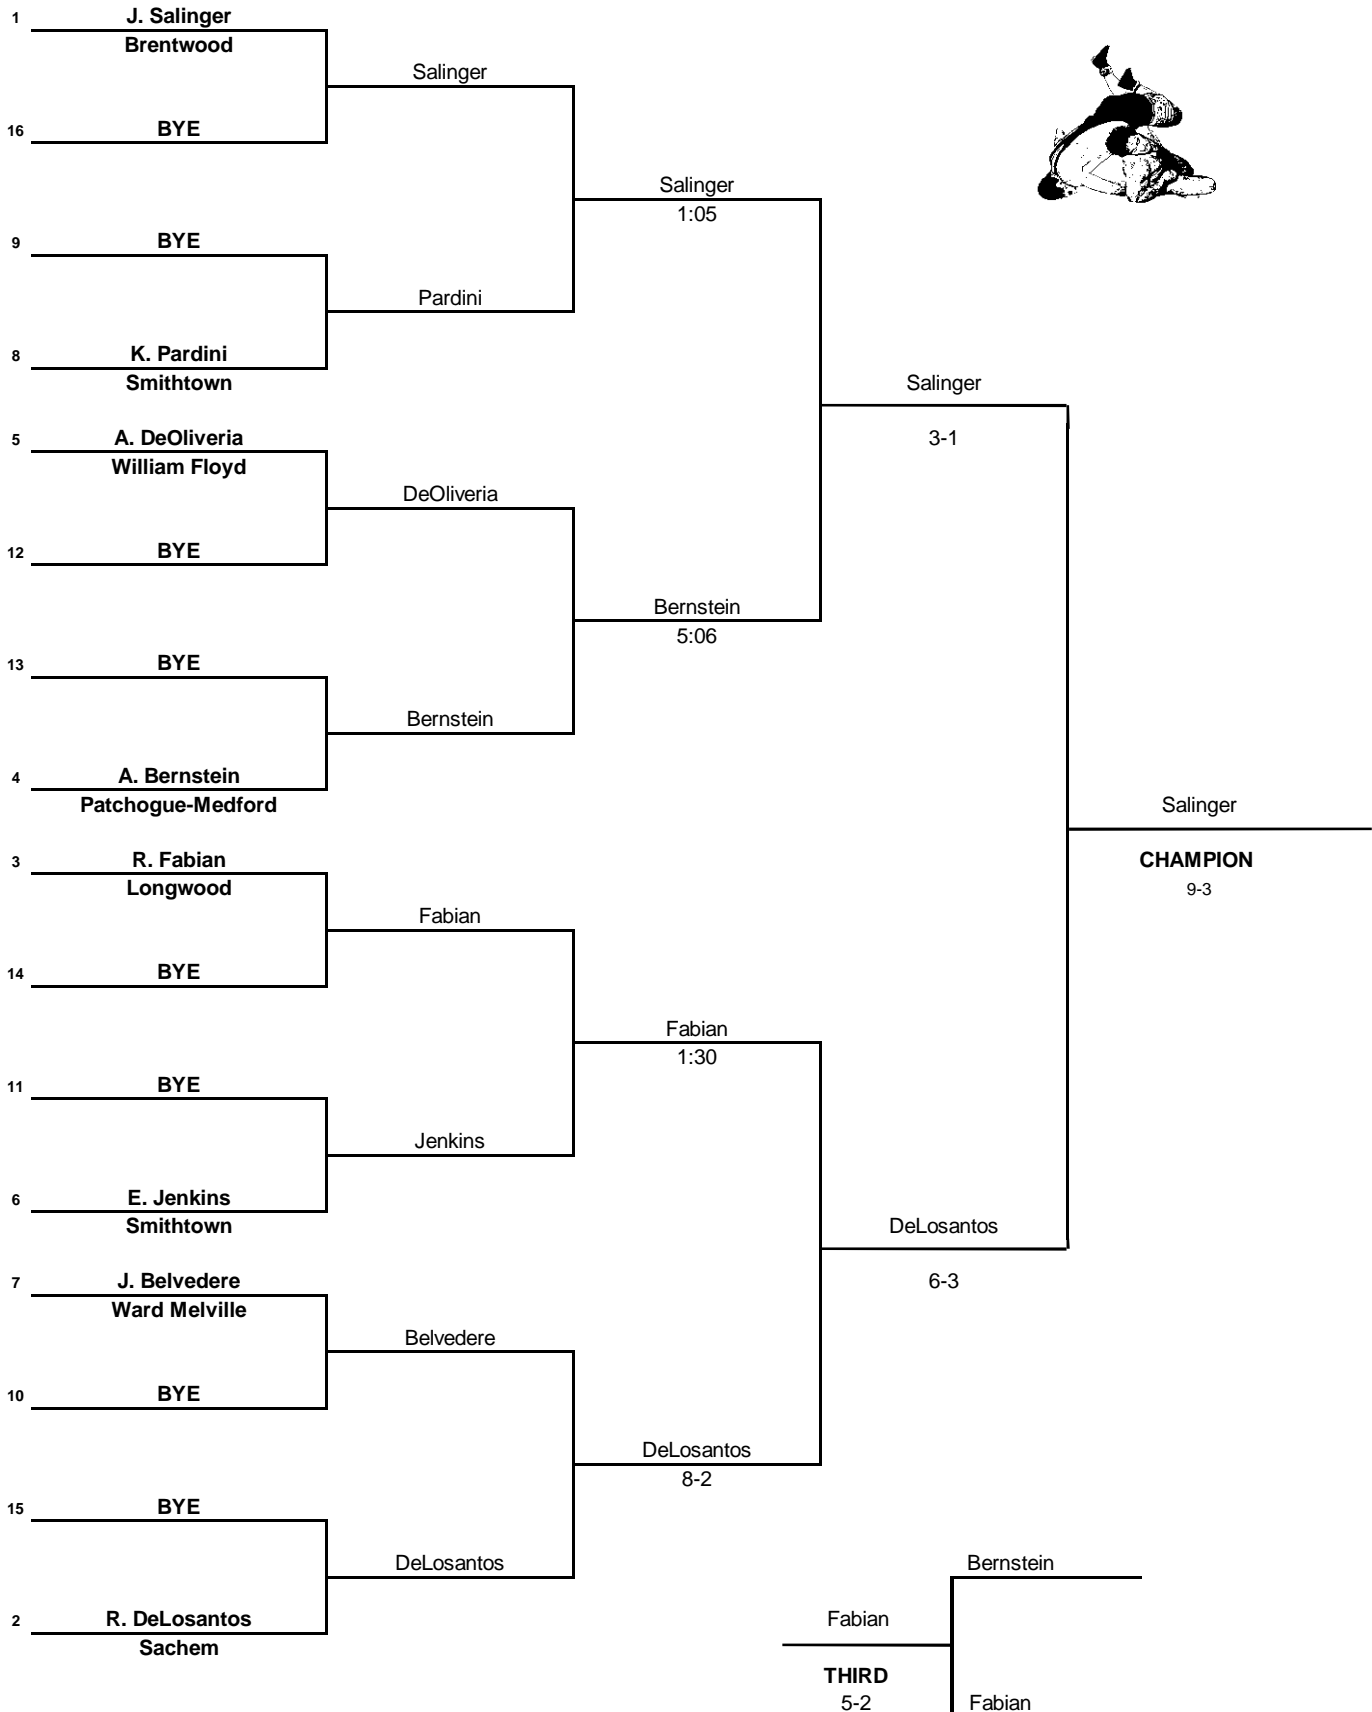 1 J. Salinger
Brentwood
Salinger
16 BYE
Salinger
1:05
9 BYE
Pardini
8 K. Pardini
Smithtown
Salinger
3-1
5 A. DeOliveria
William Floyd
DeOliveria
12 BYE
Bernstein
5:06
13 BYE
Bernstein
4 A. Bernstein
Patchogue-Medford
Salinger
CHAMPION
9-3
3 R. Fabian
Longwood
Fabian
14 BYE
Fabian
1:30
11 BYE
Jenkins
6 E. Jenkins
Smithtown
DeLosantos
6-3
7 J. Belvedere
Ward Melville
Belvedere
10 BYE
DeLosantos
8-2
15 BYE
DeLosantos
2 R. DeLosantos
Sachem
Bernstein
Fabian
THIRD
5-2
Fabian